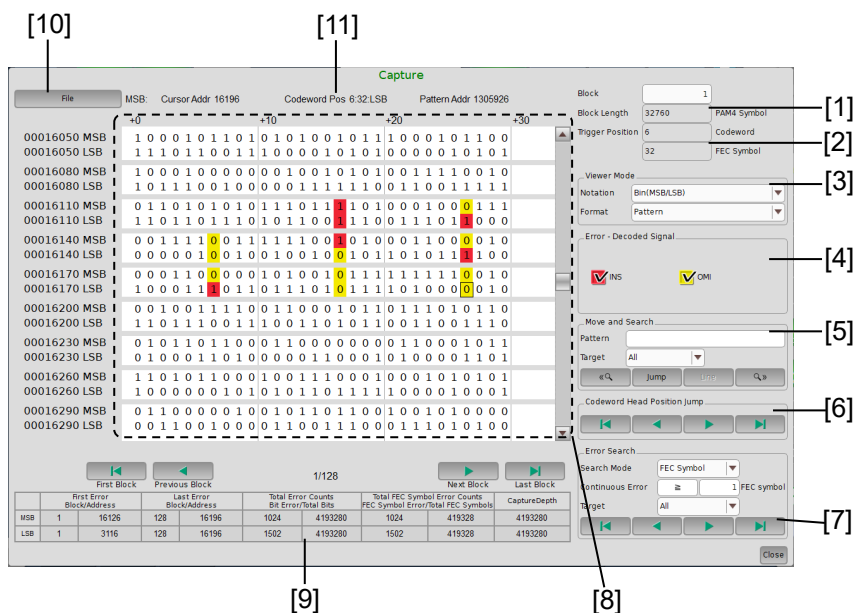 [10] [11]
Capture
File MSB: Cursor Addr 16196 Codeword Pos 6:32:LSB Pattern Addr 1305926
+0 +10 +20 +30
00016050 MSB 1 0 0 0 1 0 1 1 0 1 0 1 0 1 0 0 1 0 1 1 1 0 0 0 1 0 1 1 0 0
00016050 LSB 1 1 1 0 1 1 0 0 1 1 1 0 1 0 1 1 0 1 0 1 0 0 0 0 0 1 0 1 0 1
00016080 MSB 1 0 0 0 1 0 0 0 0 0 0 1 0 0 1 0 1 0 1 0 0 0 1 1 1 1 0 0 1 0
00016080 LSB 1 0 1 1 1 0 0 1 0 0 0 0 1 1 1 1 1 1 1 0 0 1 1 0 0 1 1 1 1 1
00016110 MSB 0 1 1 0 1 0 1 0 1 0 1 1 1 0 1 1 1 1 0 1 0 0 0 1 0 0 0 1 1 1
00016110 LSB 1 1 0 1 1 0 1 1 1 0 1 1 1 0 0 1 1 1 1 0 0 1 1 1 0 1 1 0 0 0
00016140 MSB 0 0 1 1 1 1 0 0 1 1 1 1 1 1 0 0 1 0 1 0 0 0 1 1 0 0 0 0 1 0
00016140 LSB 0 0 0 0 0 1 0 0 0 1 0 0 0 1 0 0 0 1 0 1 1 0 1 0 1 1 1 1 0 0
00016170 MSB 0 0 0 1 1 0 0 0 0 0 1 0 1 0 0 1 0 1 1 1 1 1 1 1 1 1 0 0 1 0
00016170 LSB 1 0 0 0 1 1 1 0 1 1 0 1 1 0 1 1 0 1 1 1 1 0 1 0 0 0 0 0 1 0
00016200 MSB 0 0 1 0 0 1 1 1 0 1 1 0 0 0 0 1 1 0 1 1 1 0 1 0 1 1 0 1 1 0
00016200 LSB 1 1 0 1 1 0 1 1 1 0 0 1 1 0 0 1 1 0 1 0 1 1 1 0 0 1 0 1 0 1
00016230 MSB 0 1 0 1 1 0 0 0 1 1 0 0 0 0 0 0 0 0 1 1 0 0 0 0 1 0 1 0 1 1
00016230 LSB 0 1 0 0 0 1 1 0 1 0 1 0 1 0 1 1 1 0 0 0 1 0 1 1 1 0 0 1 0 1
00016260 MSB 1 1 0 1 0 1 1 0 0 0 1 0 0 1 1 1 0 0 0 1 0 1 1 0 1 0 1 1 0 1
00016260 LSB 1 0 0 0 0 0 0 1 0 1 0 0 1 1 0 1 0 1 1 0 0 0 0 1 0 1 0 1 0 1
00016290 MSB 0 1 1 0 0 0 0 0 1 0 0 1 0 1 1 0 1 1 0 1 0 0 1 0 1 0 0 0 0 0
00016290 LSB 0 0 1 1 0 0 1 0 0 0 1 0 0 1 1 0 0 0 1 0 0 1 1 0 1 0 0 1 0 0
First Block Previous Block 1/128 Next Block Last Block
First Error Last Error Total Error Counts Total FEC Symbol Error Counts CaptureDepth
Block/Address Block/Address Bit Error/Total Bits FEC Symbol Error/Total FEC Symbols
MSB 1 16126 128 16196 1024 4193280 1024 419328 4193280
LSB 1 3116 128 16196 1502 4193280 1502 419328 4193280
[9] [8]
Block 1
Block Length 32760 PAM4 Symbol [1]
Trigger Position 6 Codeword
32 FEC Symbol [2]
Viewer Mode
Notation Bin(MSB/LSB) [3]
Format Pattern
Error - Decoded Signal
INS OMI [4]
Move and Search
Pattern [5]
Target All
Jump Line
Codeword Head Position Jump
[6]
Error Search
Search Mode FEC Symbol
Continuous Error ≧ 1 FEC symbol
Target All
[7]
Close